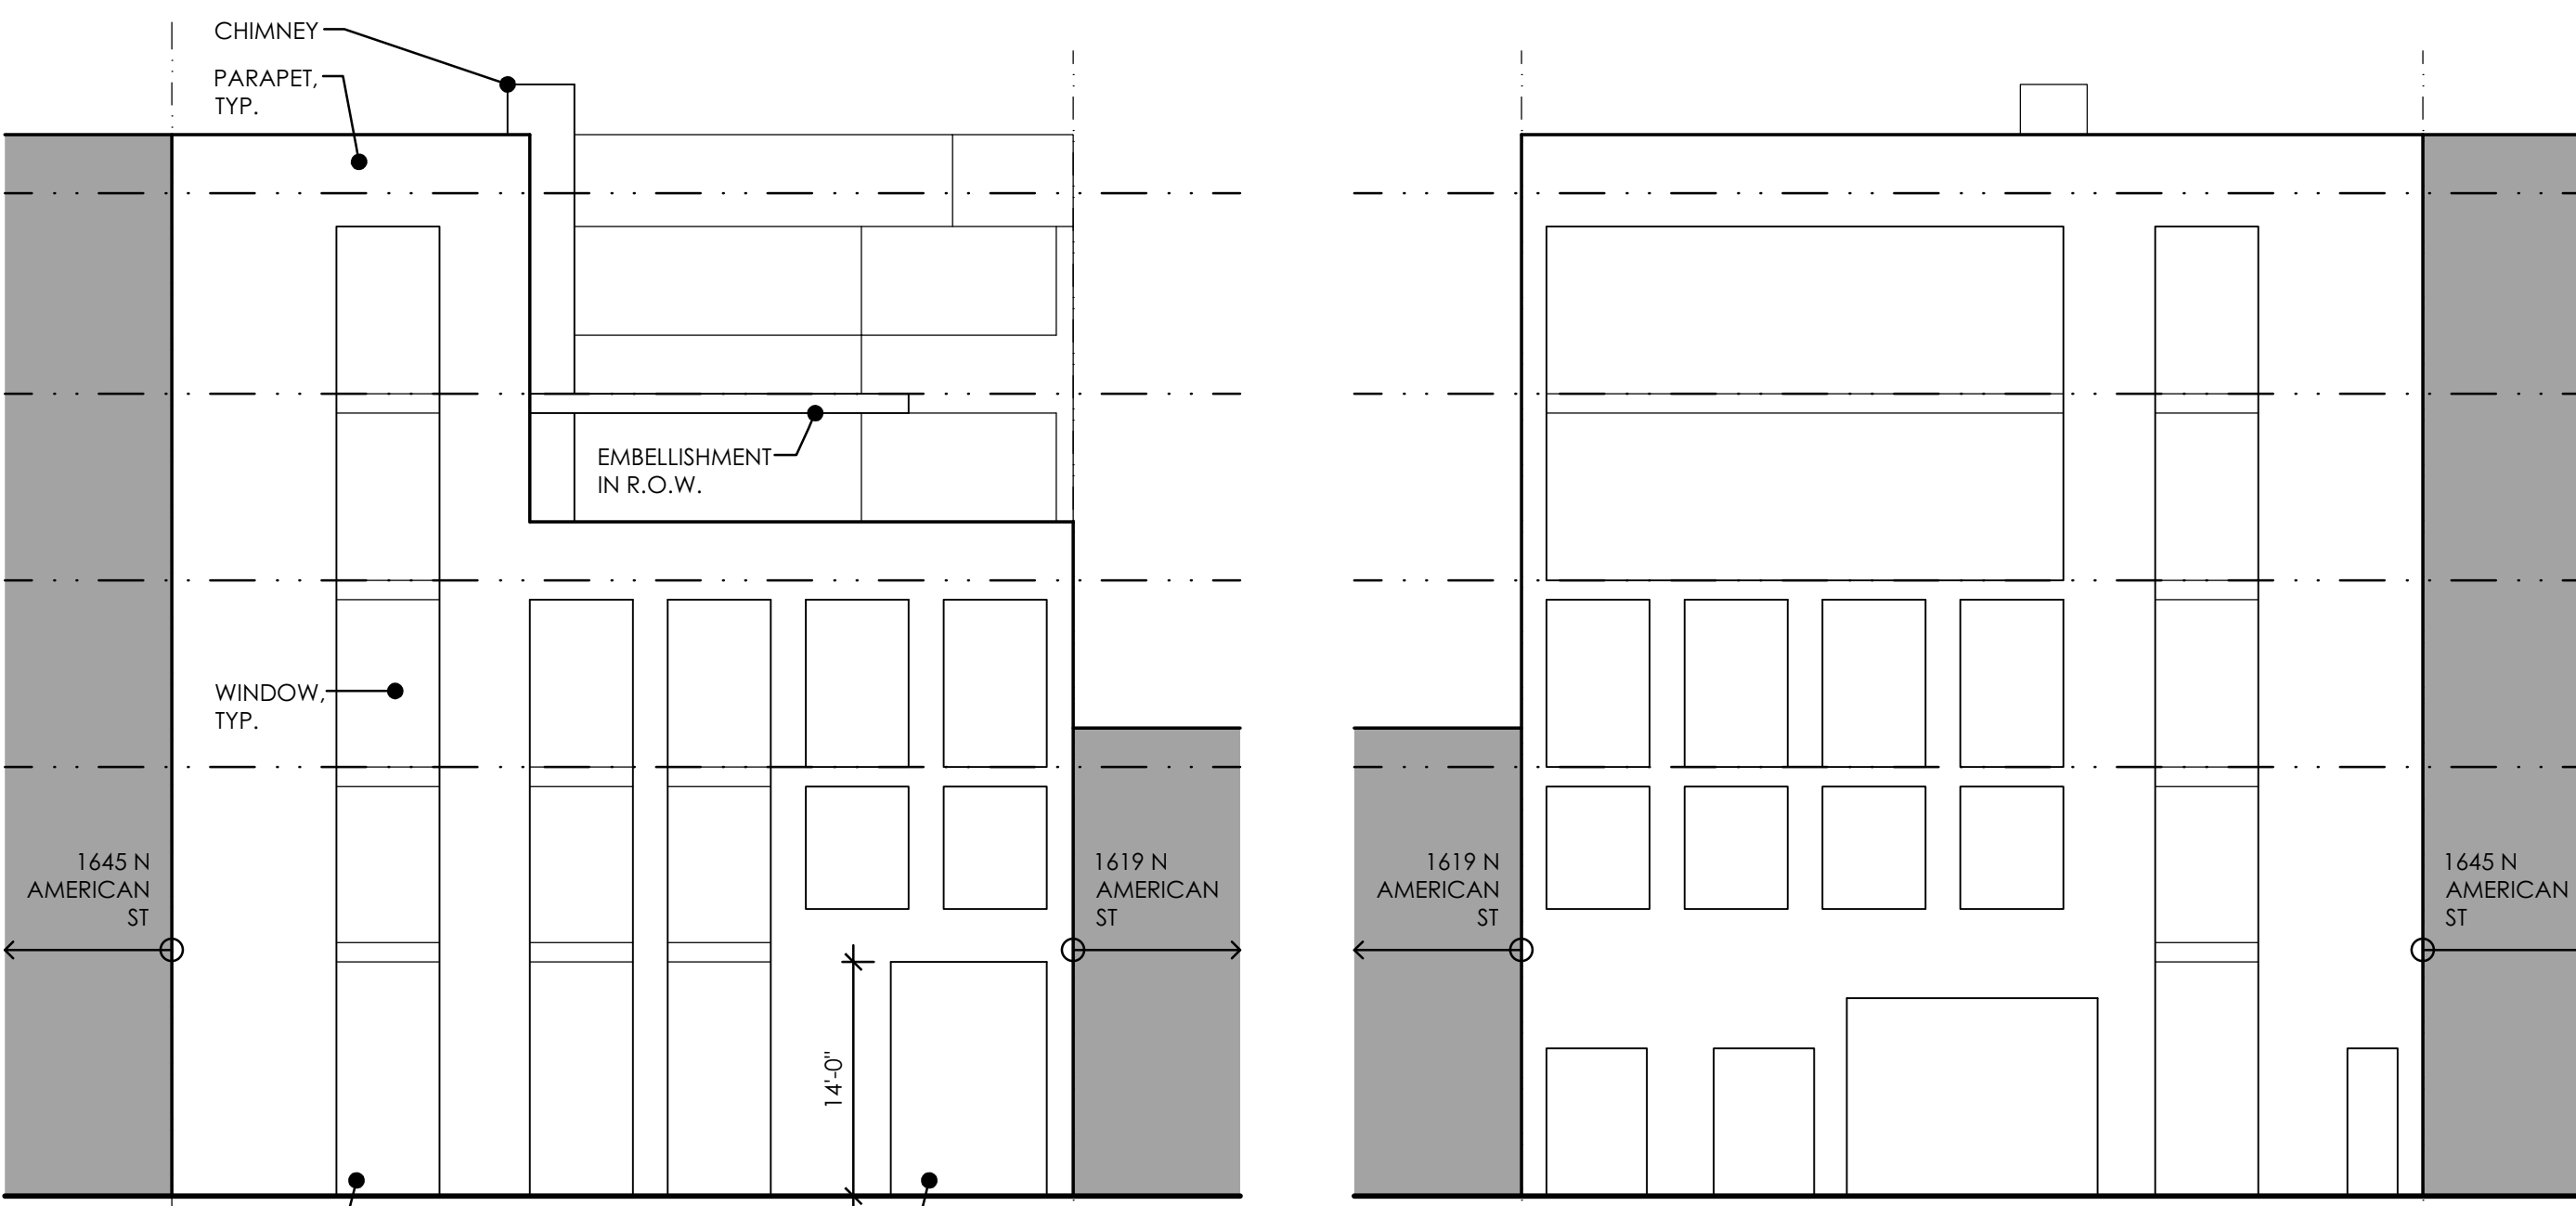 CHIMNEY
PARAPET,
TYP.
EMBELLISHMENT
IN R.O.W.
WINDOW,
TYP.
1645 N
AMERICAN
ST
1619 N
AMERICAN
ST
14'-0"
1619 N
AMERICAN
ST
1645 N
AMERICAN
ST